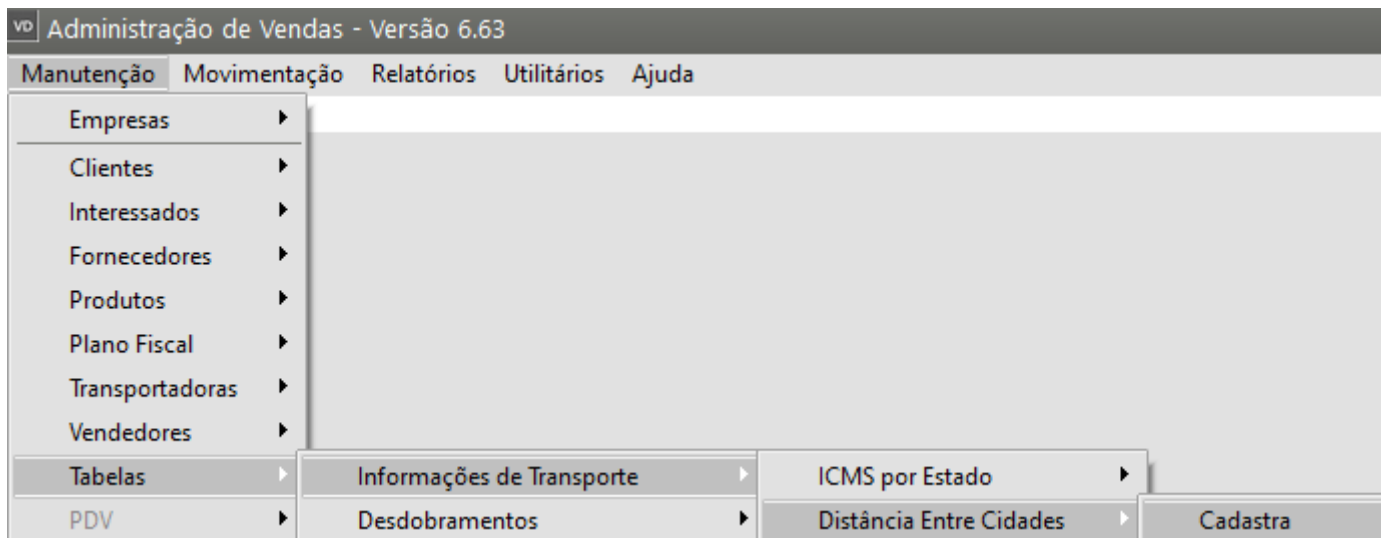 VD Administração de Vendas - Versão 6.63
Manutenção Movimentação Relatórios Utilitários Ajuda
Empresas
Clientes
Interessados
Fornecedores
Produtos
Plano Fiscal
Transportadoras
Vendedores
Tabelas Informações de Transporte ICMS por Estado
PDV Desdobramentos Distância Entre Cidades Cadastra